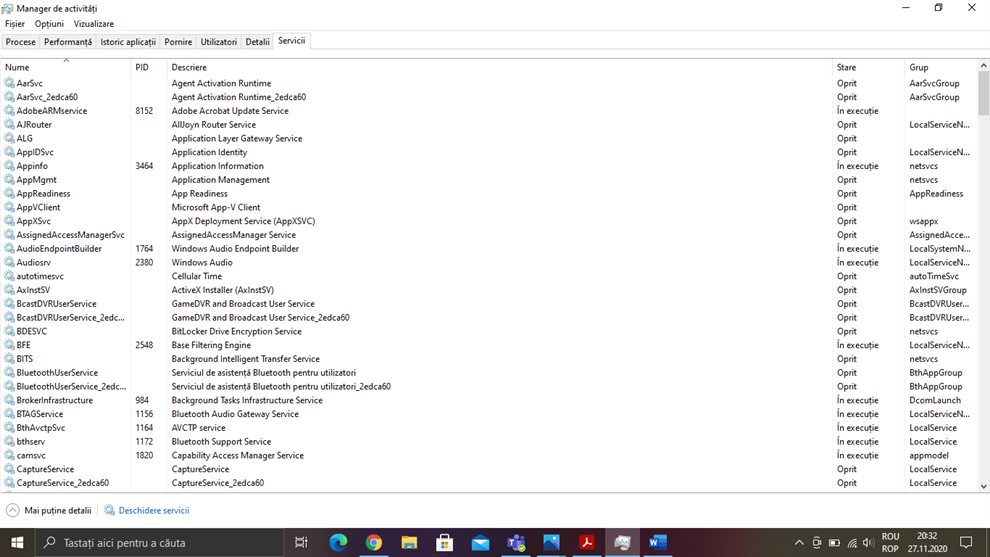 Manager de activități
Fișier Opțiuni Vizualizare
Procese Performanță Istoric aplicații Pornire Utilizatori Detalii Servicii
Nume PID Descriere Stare Grup
AarSvc Agent Activation Runtime Oprit AarSvcGroup
AarSvc_2edca60 Agent Activation Runtime_2edca60 Oprit AarSvcGroup
AdobeARMservice 8152 Adobe Acrobat Update Service În execuție
AJRouter AllJoyn Router Service Oprit LocalServiceN...
ALG Application Layer Gateway Service Oprit
AppIDSvc Application Identity Oprit LocalServiceN...
Appinfo 3464 Application Information În execuție netsvcs
AppMgmt Application Management Oprit netsvcs
AppReadiness App Readiness Oprit AppReadiness
AppVClient Microsoft App-V Client Oprit
AppXSvc AppX Deployment Service (AppXSVC) Oprit wsappx
AssignedAccessManagerSvc AssignedAccessManager Service Oprit AssignedAcce...
AudioEndpointBuilder 1764 Windows Audio Endpoint Builder În execuție LocalSystemN...
Audiosrv 2380 Windows Audio În execuție LocalServiceN...
autotimesvc Cellular Time Oprit autoTimeSvc
AxInstSV ActiveX Installer (AxInstSV) Oprit AxInstSVGroup
BcastDVRUserService GameDVR and Broadcast User Service Oprit BcastDVRUser...
BcastDVRUserService_2edc... GameDVR and Broadcast User Service_2edca60 Oprit BcastDVRUser...
BDESVC BitLocker Drive Encryption Service Oprit netsvcs
BFE 2548 Base Filtering Engine În execuție LocalServiceN...
BITS Background Intelligent Transfer Service Oprit netsvcs
BluetoothUserService Serviciul de asistență Bluetooth pentru utilizatori Oprit BthAppGroup
BluetoothUserService_2edc... Serviciul de asistență Bluetooth pentru utilizatori_2edca60 Oprit BthAppGroup
BrokerInfrastructure 984 Background Tasks Infrastructure Service În execuție DcomLaunch
BTAGService 1156 Bluetooth Audio Gateway Service În execuție LocalServiceN...
BthAvctpSvc 1164 AVCTP service În execuție LocalService
bthserv 1172 Bluetooth Support Service În execuție LocalService
camsvc 1820 Capability Access Manager Service În execuție appmodel
CaptureService CaptureService Oprit LocalService
CaptureService_2edca60 CaptureService_2edca60 Oprit LocalService
Mai puține detalii Deschidere servicii
Tastați aici pentru a căuta
ROU 20:32
ROP 27.11.2020